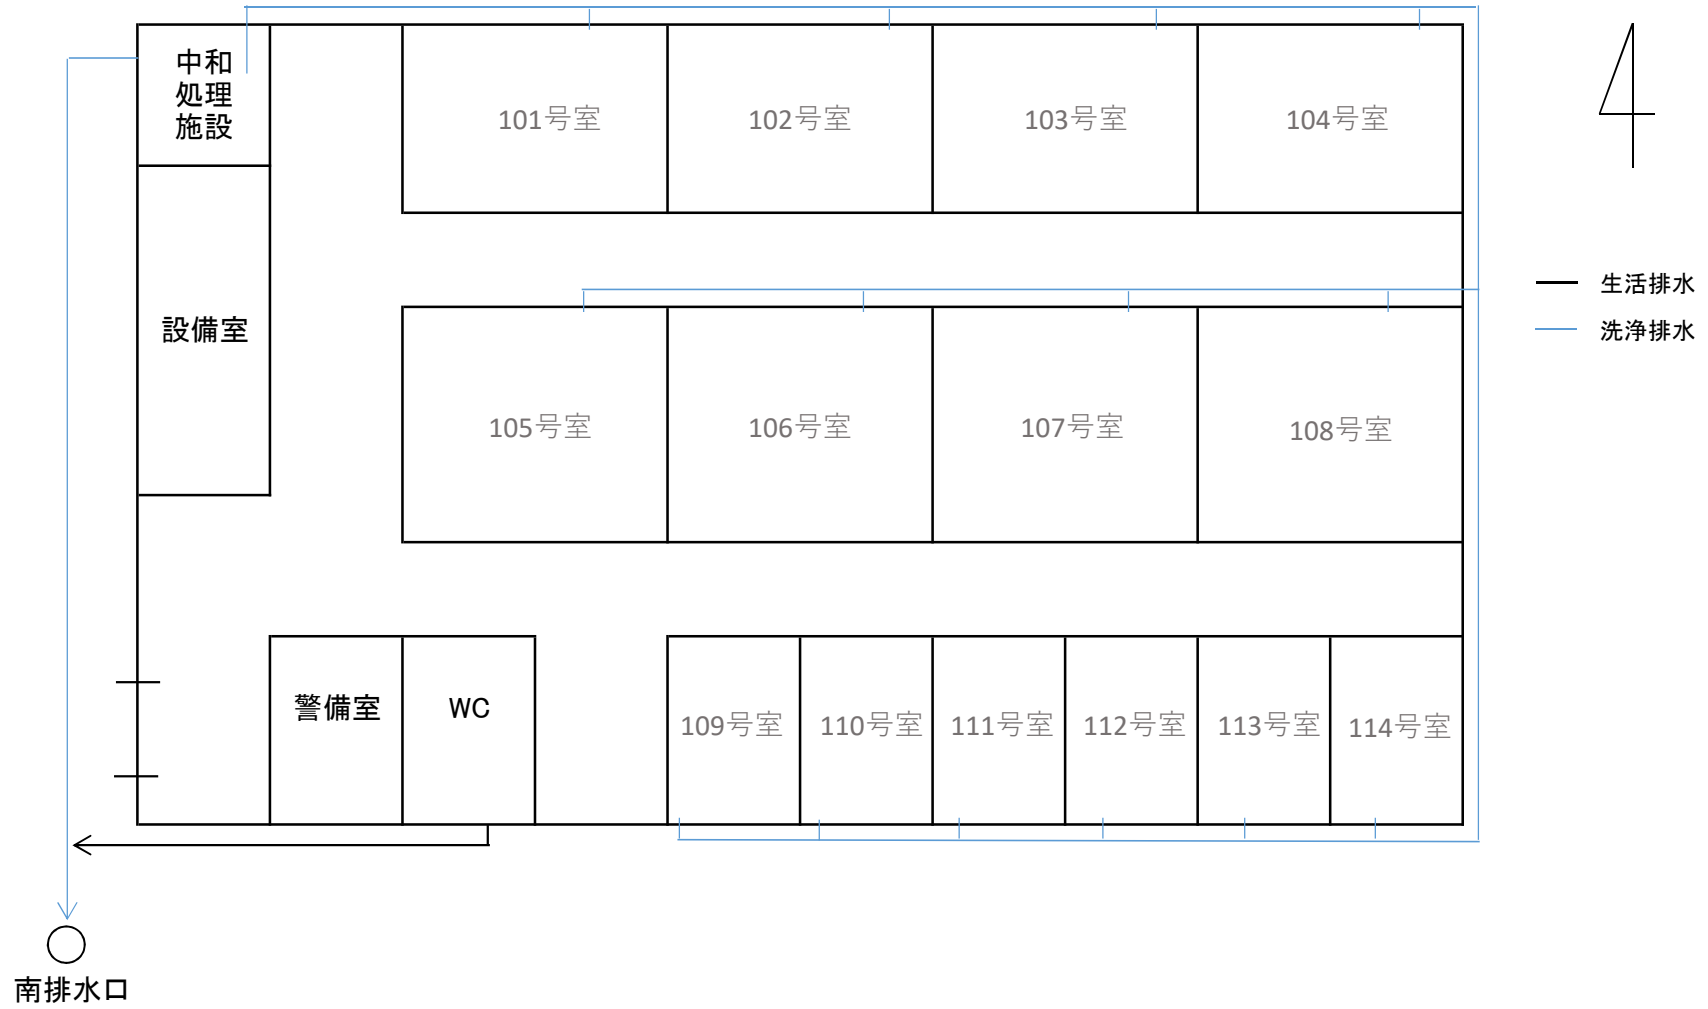 中和
処理
施設
101号室
102号室
103号室
104号室
生活排水
洗浄排水
設備室
105号室
106号室
107号室
108号室
警備室
WC
109号室
110号室
111号室
112号室
113号室
114号室
南排水口